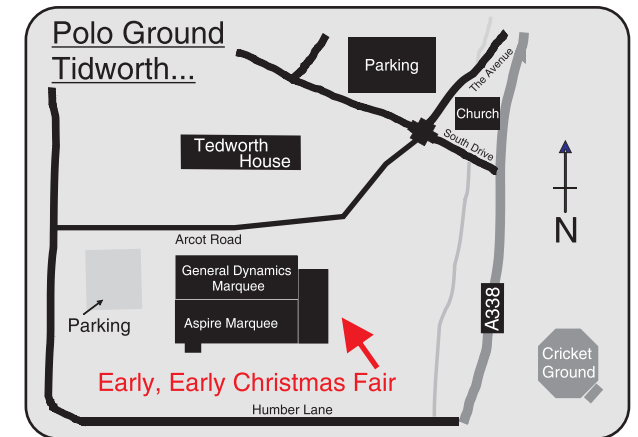 Polo Ground
Tidworth...
Parking
The Avenue
Church
South Drive
Tedworth
House
N
Arcot Road
General Dynamics
Marquee
Aspire Marquee
Parking
A338
Cricket
Ground
Early, Early Christmas Fair
Humber Lane